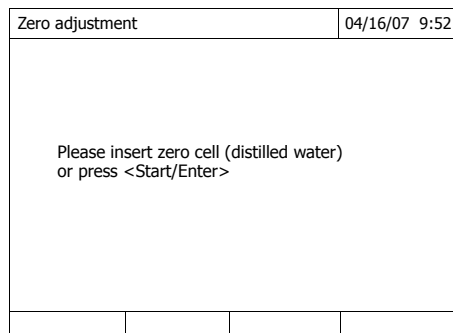 Zero adjustment 04/16/07 9:52
Please insert zero cell (distilled water)
or press <Start/Enter>